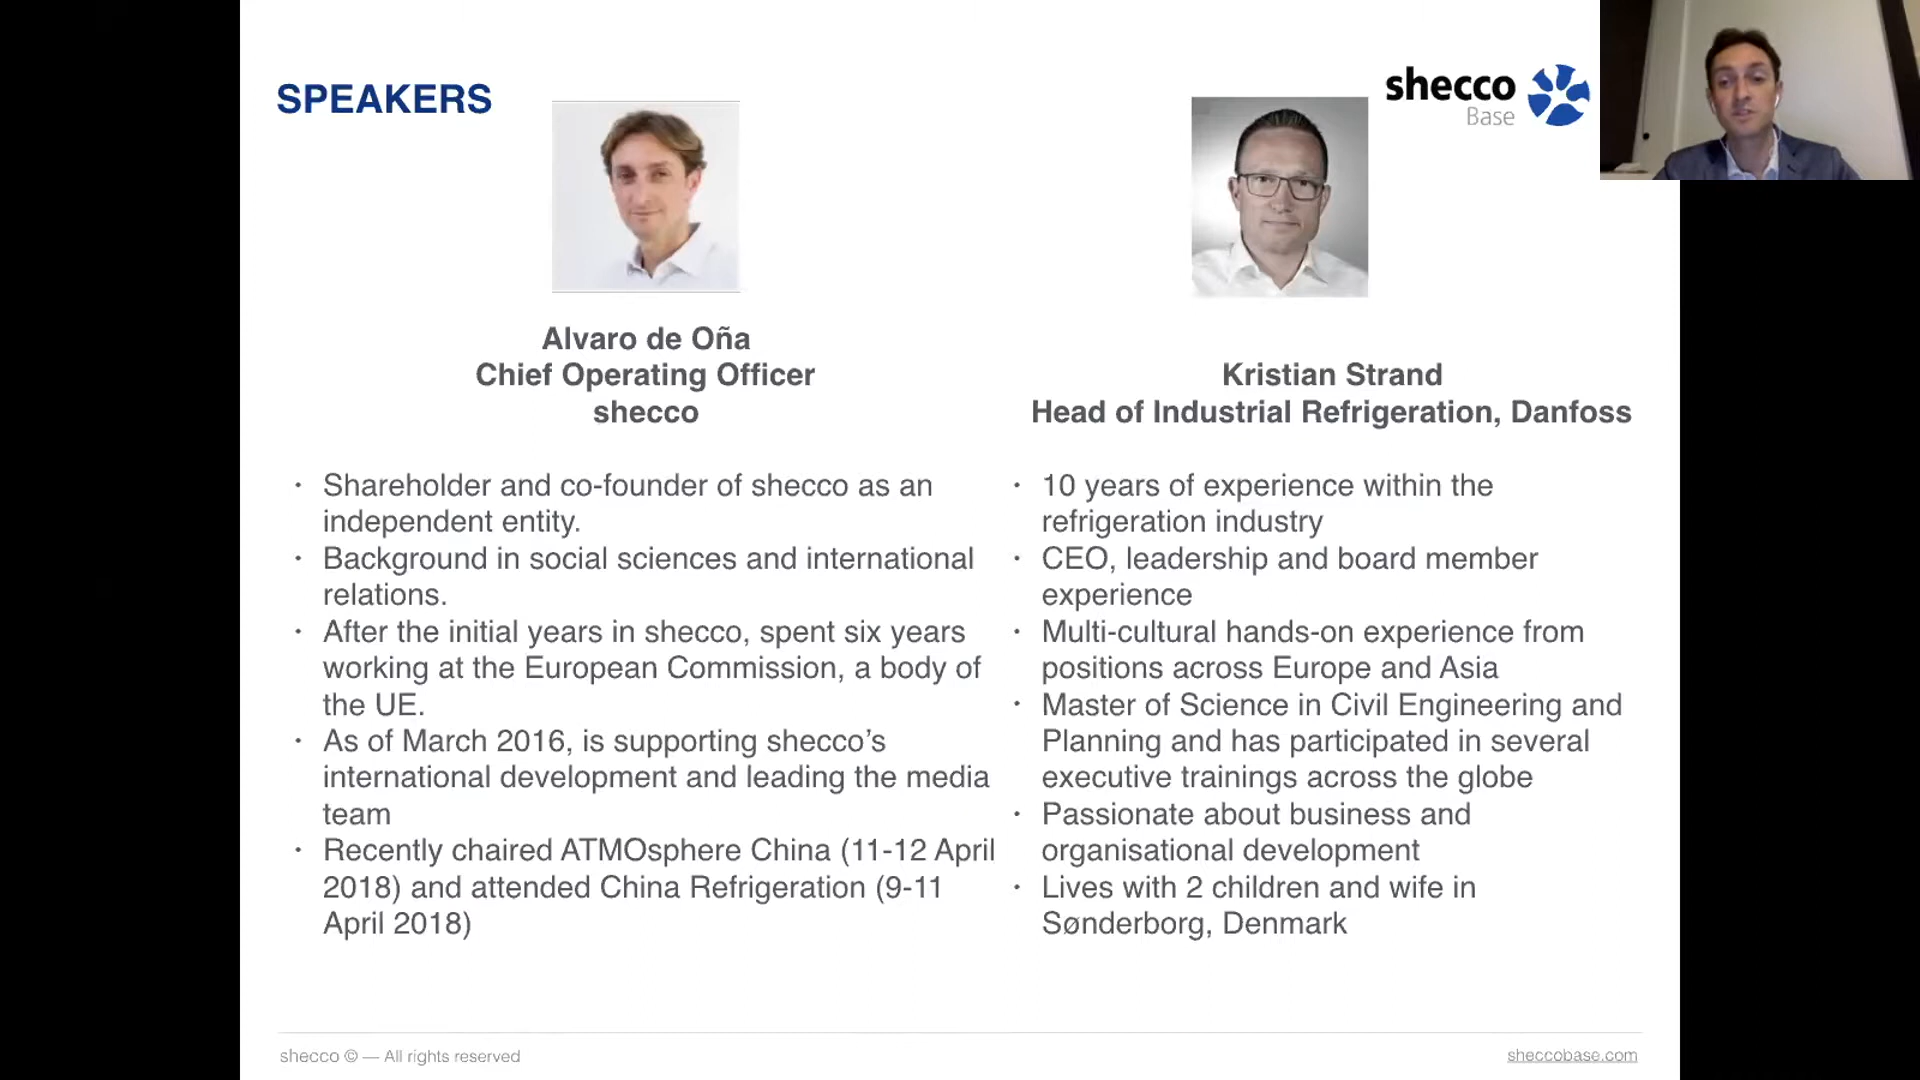 SPEAKERS
shecco
Base
Alvaro de Oña
Chief Operating Officer
shecco
· Shareholder and co-founder of shecco as an
independent entity.
· Background in social sciences and international
relations.
· After the initial years in shecco, spent six years
working at the European Commission, a body of
the UE.
· As of March 2016, is supporting shecco’s
international development and leading the media
team
· Recently chaired ATMOsphere China (11-12 April
2018) and attended China Refrigeration (9-11
April 2018)
Kristian Strand
Head of Industrial Refrigeration, Danfoss
· 10 years of experience within the
refrigeration industry
· CEO, leadership and board member
experience
· Multi-cultural hands-on experience from
positions across Europe and Asia
· Master of Science in Civil Engineering and
Planning and has participated in several
executive trainings across the globe
· Passionate about business and
organisational development
· Lives with 2 children and wife in
Sønderborg, Denmark
shecco © — All rights reserved
sheccobase.com